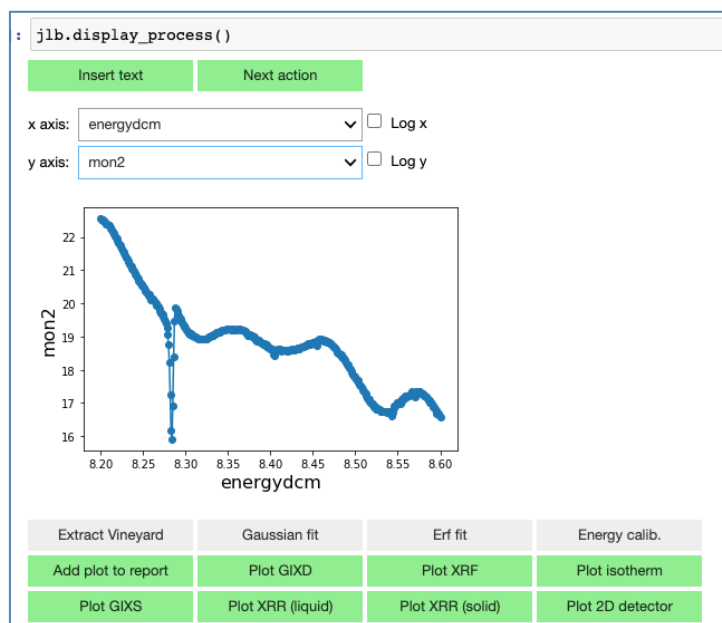 : jlb.display_process()
Insert text Next action
x axis: energydcm Log x
y axis: mon2 Log y
22
21
20
mon2
19
18
17
16
8.20 8.25 8.30 8.35 8.40 8.45 8.50 8.55 8.60
energydcm
Extract Vineyard Gaussian fit Erf fit Energy calib.
Add plot to report Plot GIXD Plot XRF Plot isotherm
Plot GIXS Plot XRR (liquid) Plot XRR (solid) Plot 2D detector